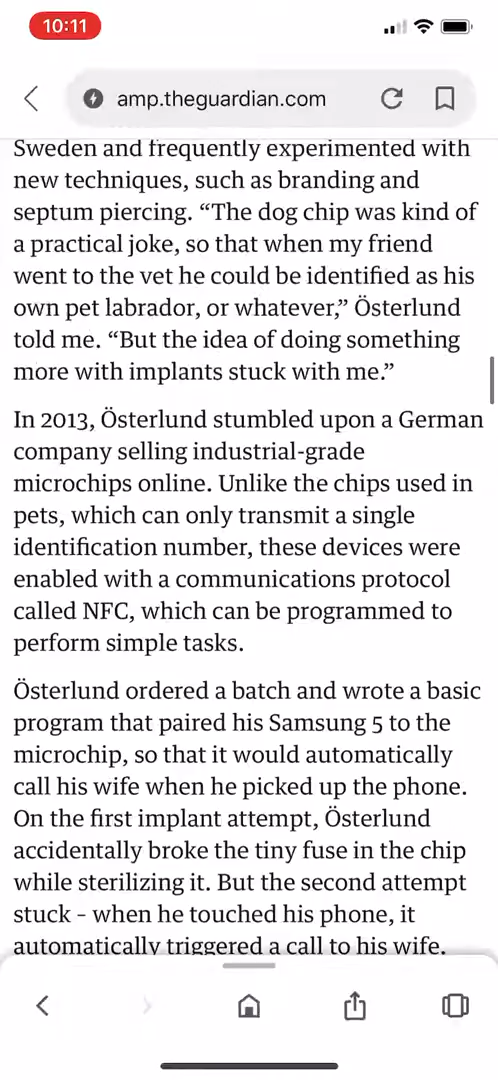 10:11
amp.theguardian.com
Sweden and frequently experimented with
new techniques, such as branding and
septum piercing. “The dog chip was kind of
a practical joke, so that when my friend
went to the vet he could be identified as his
own pet labrador, or whatever,” Österlund
told me. “But the idea of doing something
more with implants stuck with me.”
In 2013, Österlund stumbled upon a German
company selling industrial-grade
microchips online. Unlike the chips used in
pets, which can only transmit a single
identification number, these devices were
enabled with a communications protocol
called NFC, which can be programmed to
perform simple tasks.
Österlund ordered a batch and wrote a basic
program that paired his Samsung 5 to the
microchip, so that it would automatically
call his wife when he picked up the phone.
On the first implant attempt, Österlund
accidentally broke the tiny fuse in the chip
while sterilizing it. But the second attempt
stuck – when he touched his phone, it
automatically triggered a call to his wife.